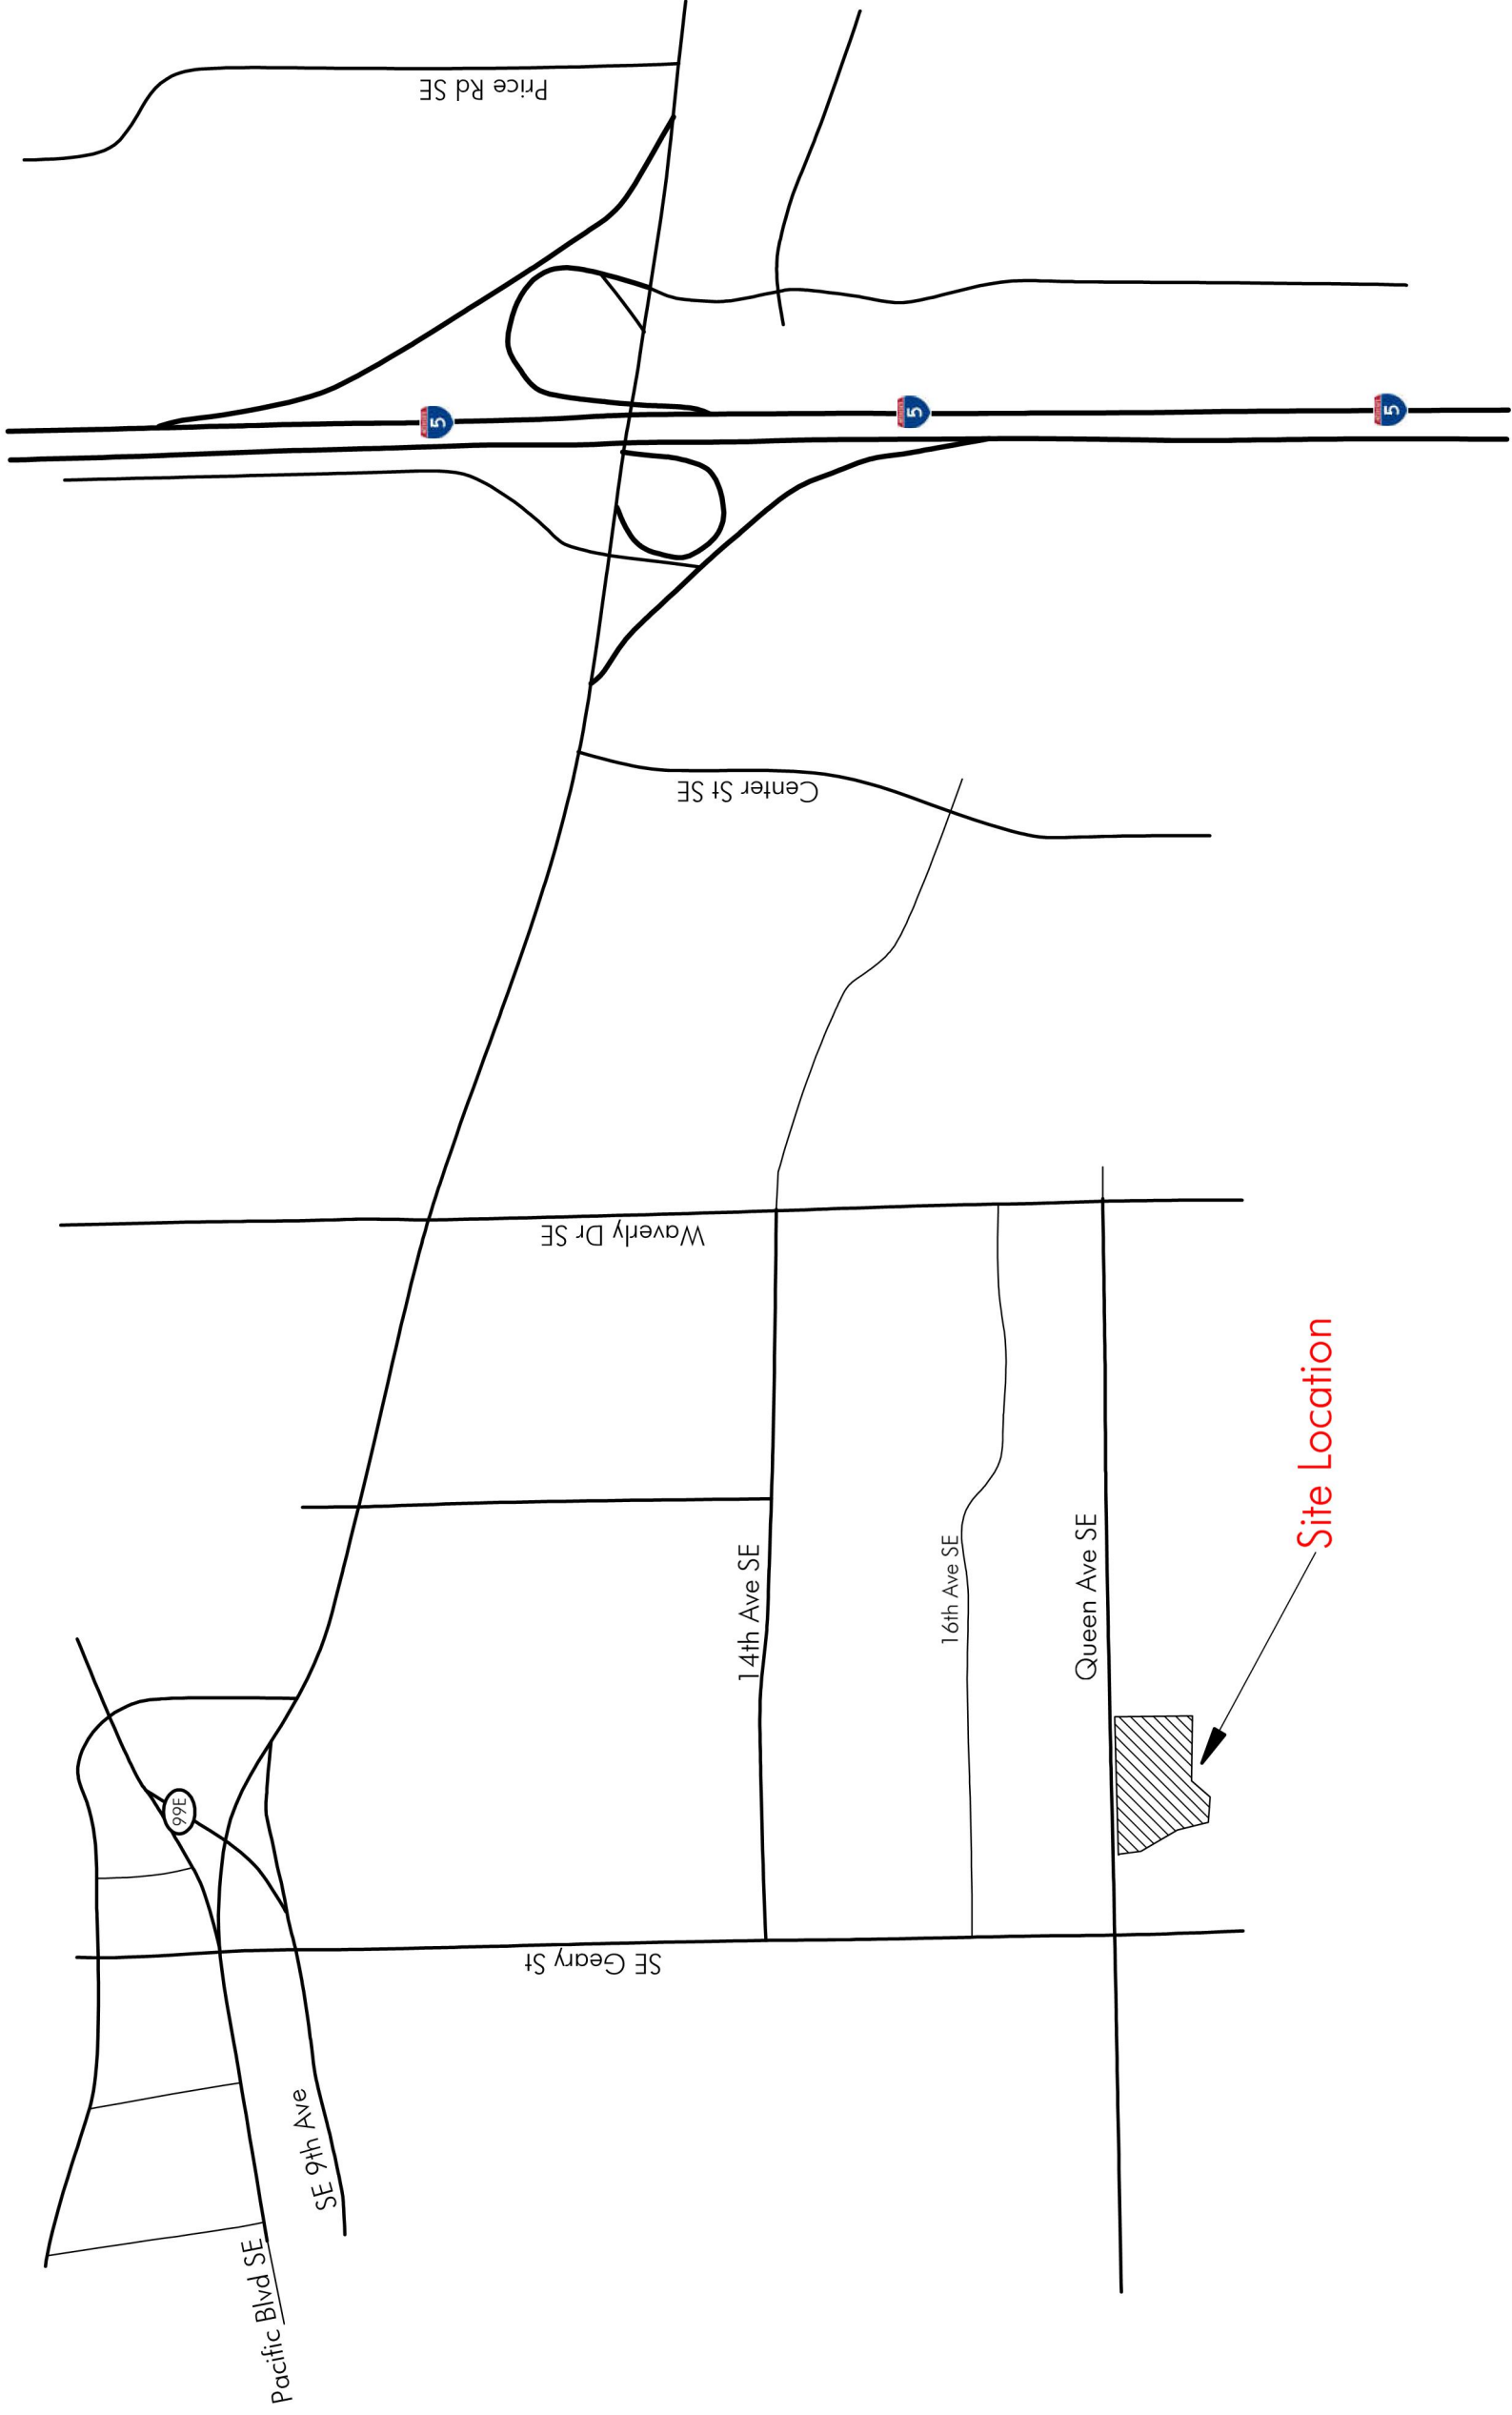 Price Rd SE
5
5
5
Center St SE
Waverly Dr SE
Site Location
14th Ave SE
16th Ave SE
Queen Ave SE
99E
SE Geary St
SE 9th Ave
Pacific Blvd SE